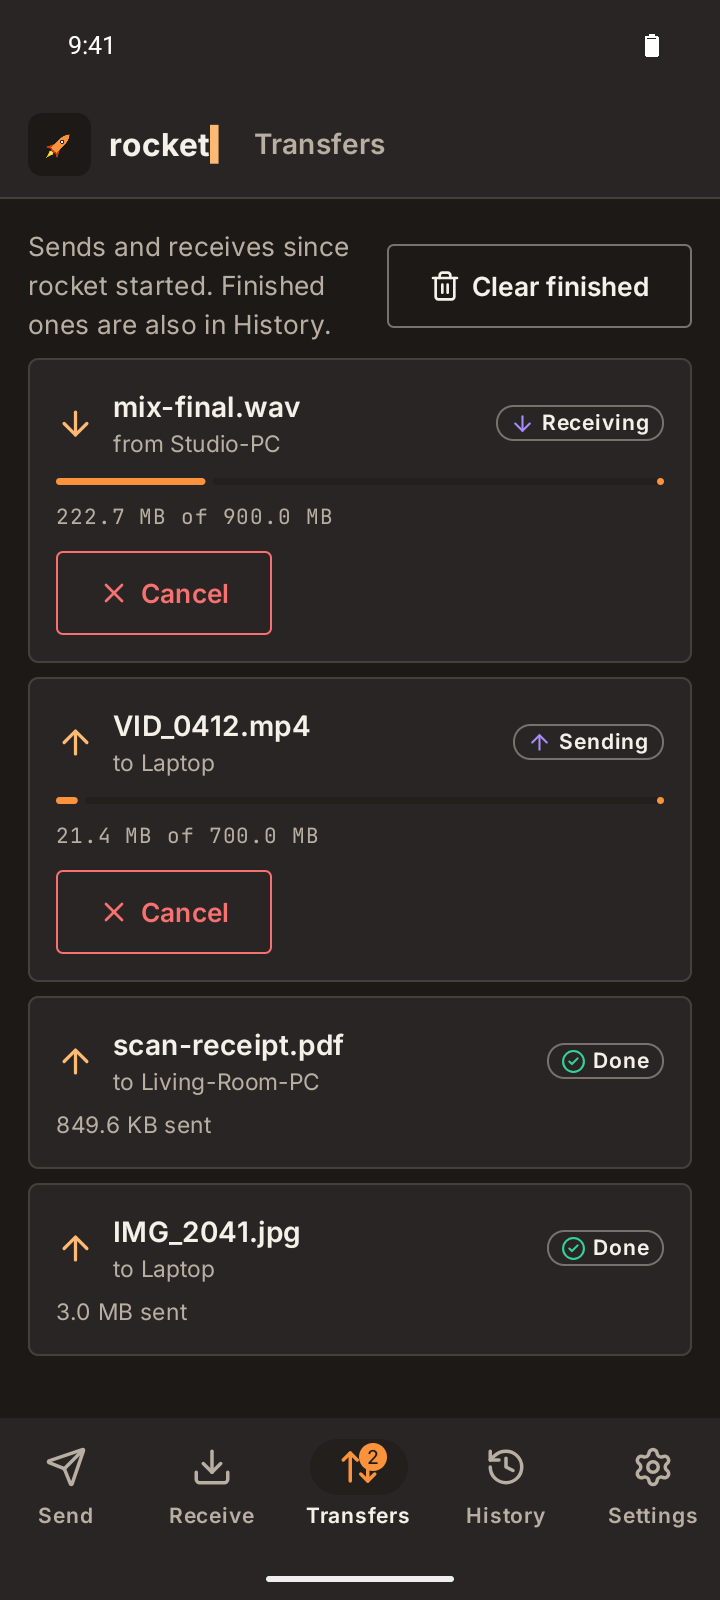 9:41
rocket Transfers
Sends and receives since
rocket started. Finished
ones are also in History.
Clear finished
mix-final.wav
from Studio-PC
Receiving
222.7 MB of 900.0 MB
Cancel
VID_0412.mp4
to Laptop
Sending
21.4 MB of 700.0 MB
Cancel
scan-receipt.pdf
to Living-Room-PC
Done
849.6 KB sent
IMG_2041.jpg
to Laptop
Done
3.0 MB sent
2
Send Receive Transfers History Settings